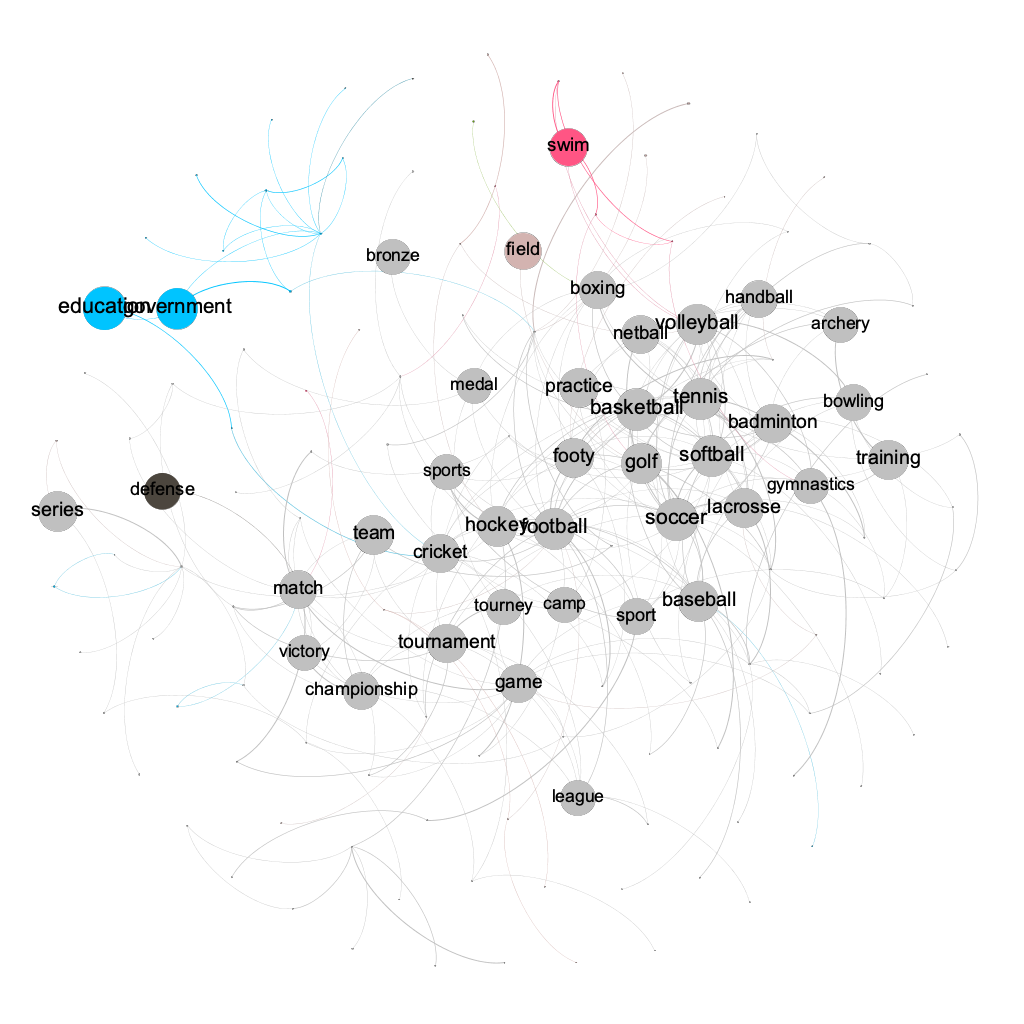 swim
field
bronze
boxing
handball
education
government
volleyball
archery
netball
medal
practice
basketball
tennis
bowling
badminton
sports
footy
golf
softball
training
gymnastics
defense
series
team
hockey
football
soccer
lacrosse
cricket
match
tourney
camp
sport
baseball
victory
tournament
championship
game
league